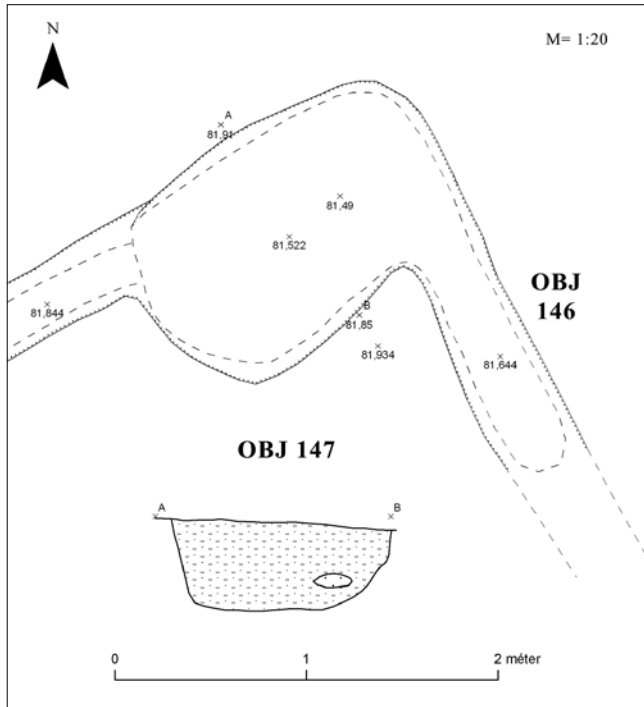 N
M= 1:20
A
81,91
81,49
81,522
OBJ
146
81,844
B
81,85
81,934
81,644
OBJ 147
A
B
0
1
2 méter